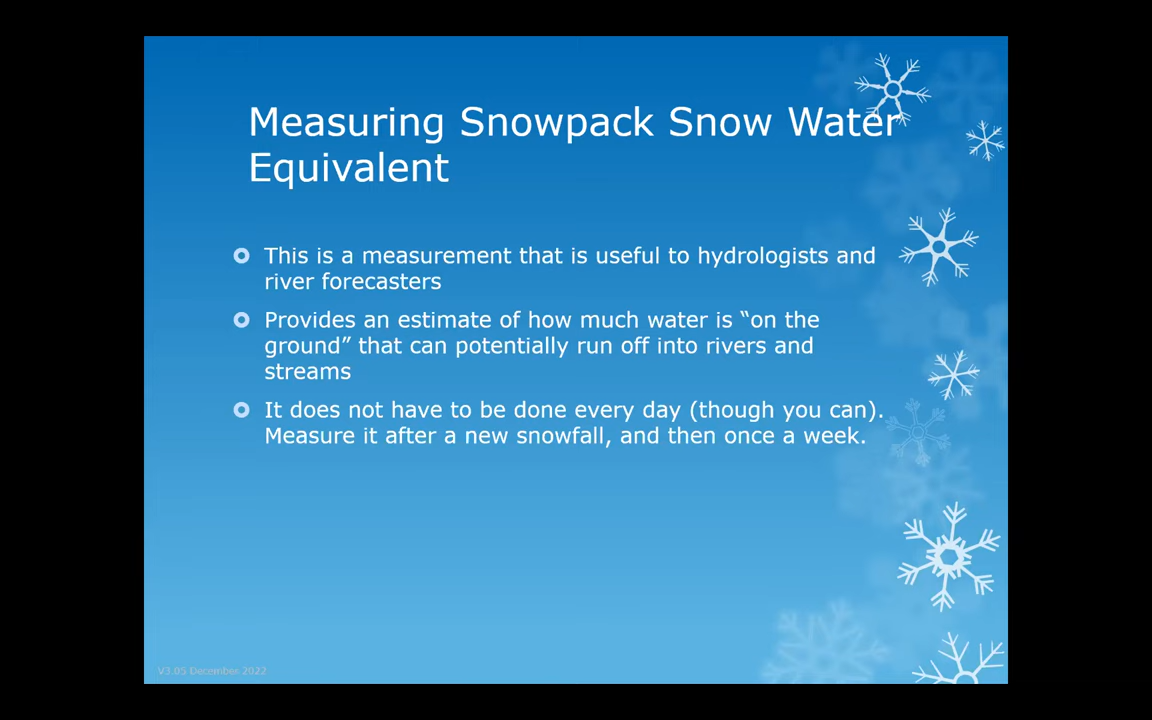 Measuring Snowpack Snow Water
Equivalent
This is a measurement that is useful to hydrologists and
river forecasters
Provides an estimate of how much water is “on the
ground” that can potentially run off into rivers and
streams
It does not have to be done every day (though you can).
Measure it after a new snowfall, and then once a week.
V3.05 December 2022